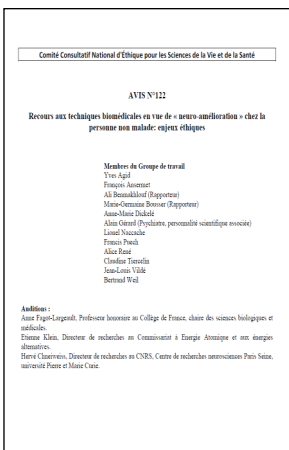 Comité Consultatif National d'Éthique pour les Sciences de la Vie et de la Santé
AVIS N°122
Recours aux techniques biomédicales en vue de « neuro-amélioration » chez la
personne non malade: enjeux éthiques
Membres du Groupe de travail
Yves Agid
François Ansermet
Ali Benmakhlouf (Rapporteur)
Marie-Germaine Bousser (Rapporteur)
Anne-Marie Dickelé
Alain Gérard (Psychiatre, personnalité scientifique associée)
Lionel Naccache
Francis Puech
Alice René
Claudine Tiercelin
Jean-Louis Vildé
Bertrand Weil
Auditions :
Anne Fagot-Largeault, Professeur honoraire au Collège de France, chaire des sciences biologiques et
médicales.
Etienne Klein, Directeur de recherches au Commissariat à Energie Atomique et aux énergies
alternatives.
Hervé Chneiweiss, Directeur de recherches au CNRS, Centre de recherches neurosciences Paris Seine,
université Pierre et Marie Curie.